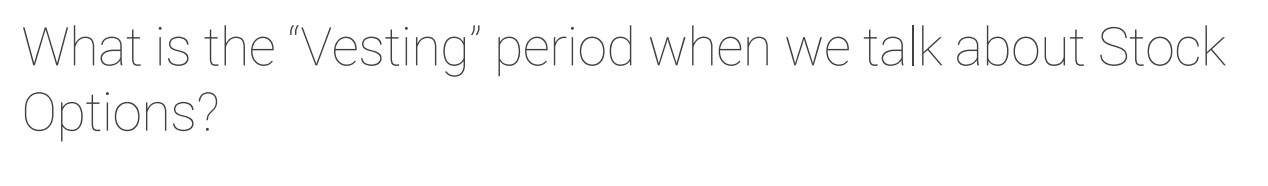 What is the “Vesting” period when we talk about Stock
Options?